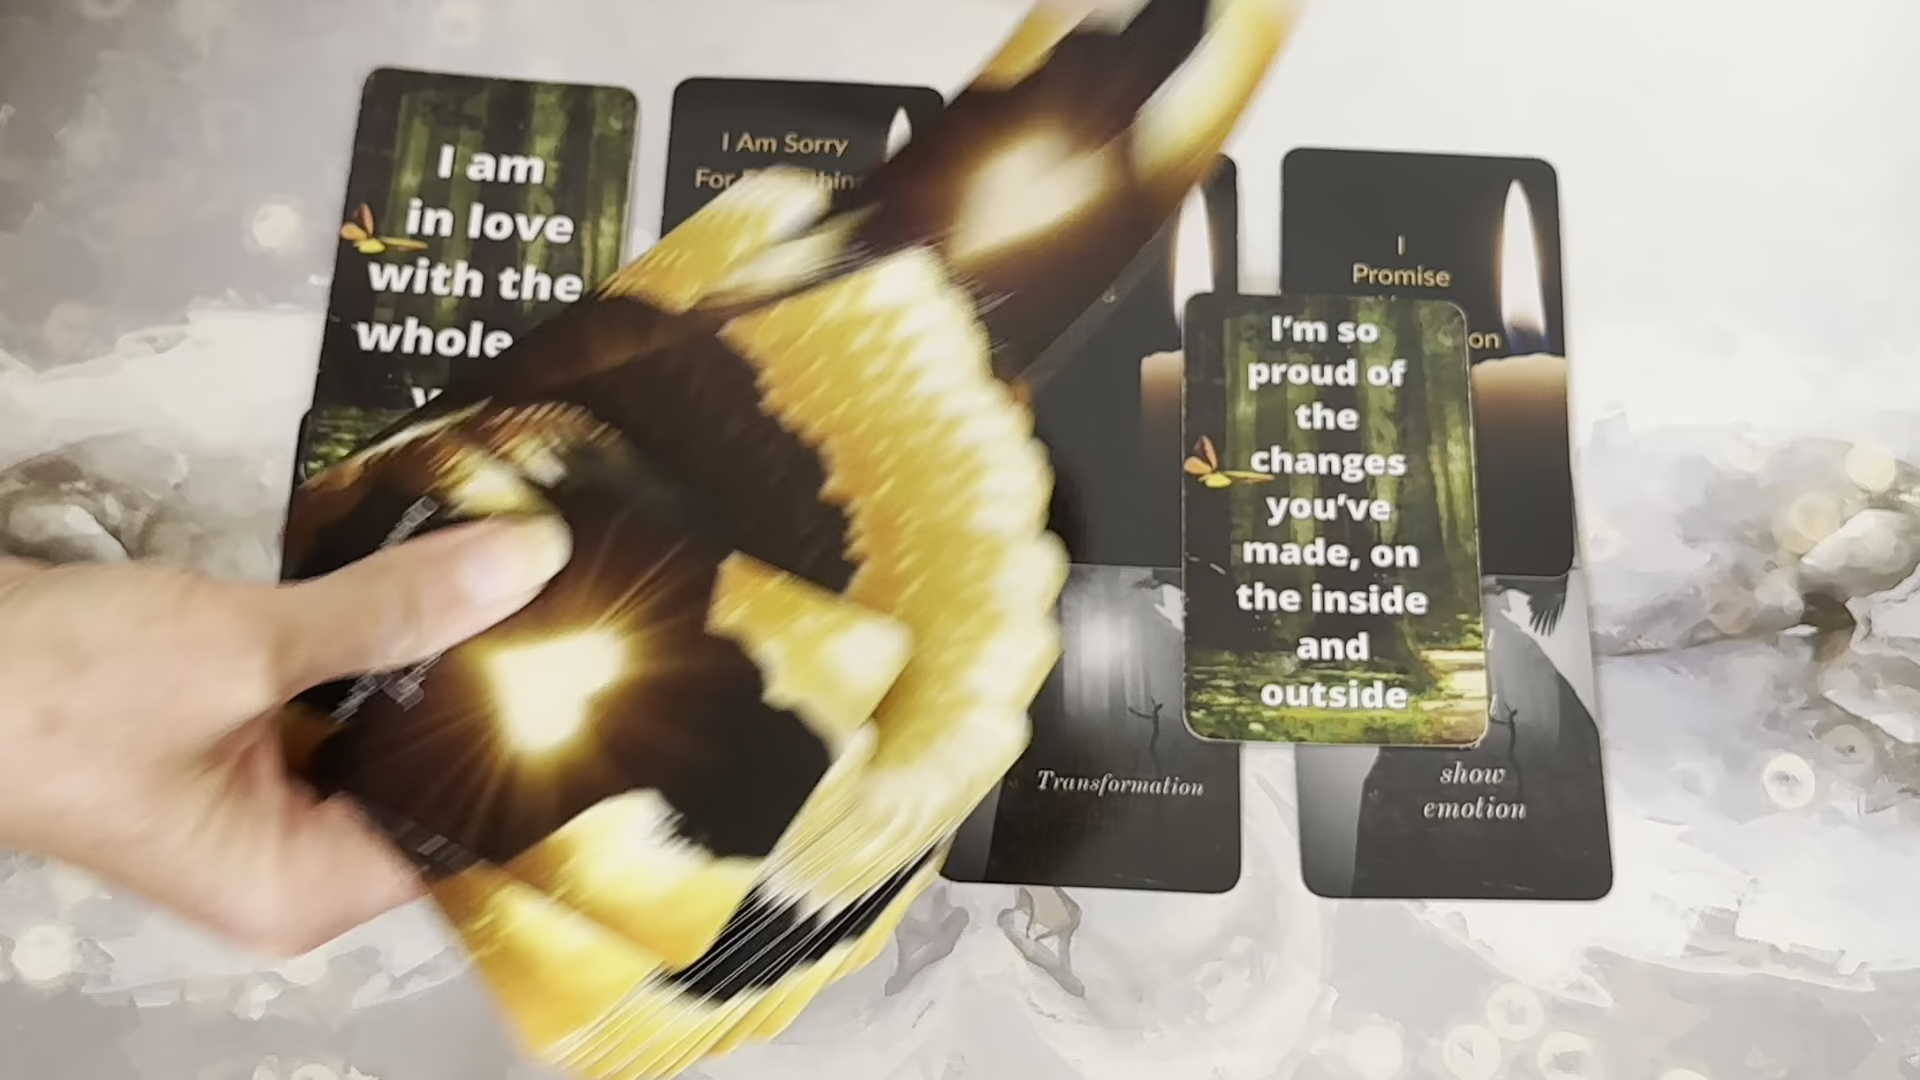 I am
in love
with the
whole
I Am Sorry
For
I
Promise
on
I'm so
proud of
the
changes
you've
made, on
the inside
and
outside
Transformation
show
emotion